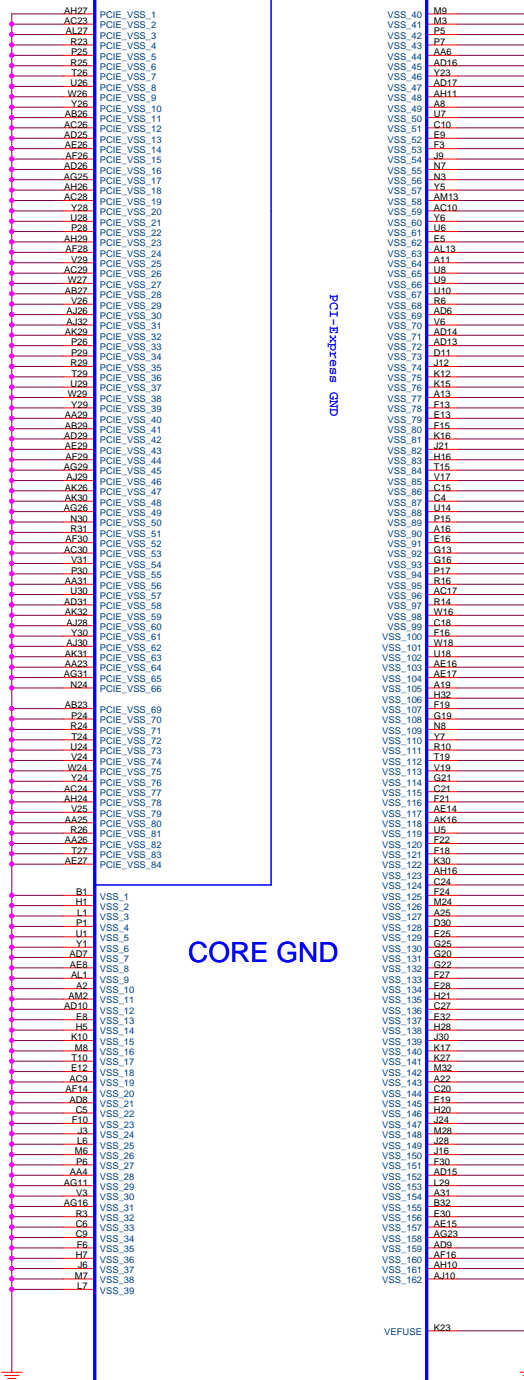 AH27 PCIE_VSS_1
AC23 PCIE_VSS_2
AL27 PCIE_VSS_3
R23 PCIE_VSS_4
P25 PCIE_VSS_5
R25 PCIE_VSS_6
T26 PCIE_VSS_7
U26 PCIE_VSS_8
W26 PCIE_VSS_9
Y26 PCIE_VSS_10
AB26 PCIE_VSS_11
AC26 PCIE_VSS_12
AD25 PCIE_VSS_13
AE26 PCIE_VSS_14
AF26 PCIE_VSS_15
AD26 PCIE_VSS_16
AG25 PCIE_VSS_17
AH26 PCIE_VSS_18
AC28 PCIE_VSS_19
Y28 PCIE_VSS_20
U28 PCIE_VSS_21
P28 PCIE_VSS_22
AH29 PCIE_VSS_23
AF28 PCIE_VSS_24
V29 PCIE_VSS_25
AC29 PCIE_VSS_26
W27 PCIE_VSS_27
AB27 PCIE_VSS_28
V26 PCIE_VSS_29
AJ26 PCIE_VSS_30
AJ32 PCIE_VSS_31
AK29 PCIE_VSS_32
P26 PCIE_VSS_33
P29 PCIE_VSS_34
R29 PCIE_VSS_35
T29 PCIE_VSS_36
U29 PCIE_VSS_37
W29 PCIE_VSS_38
Y29 PCIE_VSS_39
AA29 PCIE_VSS_40
AB29 PCIE_VSS_41
AD29 PCIE_VSS_42
AE29 PCIE_VSS_43
AF29 PCIE_VSS_44
AG29 PCIE_VSS_45
AJ29 PCIE_VSS_46
AK26 PCIE_VSS_47
AK30 PCIE_VSS_48
AG26 PCIE_VSS_49
N30 PCIE_VSS_50
R31 PCIE_VSS_51
AF30 PCIE_VSS_52
AC30 PCIE_VSS_53
V31 PCIE_VSS_54
P30 PCIE_VSS_55
AA31 PCIE_VSS_56
U30 PCIE_VSS_57
AD31 PCIE_VSS_58
AK32 PCIE_VSS_59
AJ28 PCIE_VSS_60
Y30 PCIE_VSS_61
AJ30 PCIE_VSS_62
AK31 PCIE_VSS_63
AA23 PCIE_VSS_64
AG31 PCIE_VSS_65
N24 PCIE_VSS_66
AB23 PCIE_VSS_69
P24 PCIE_VSS_70
R24 PCIE_VSS_71
T24 PCIE_VSS_72
U24 PCIE_VSS_73
V24 PCIE_VSS_74
W24 PCIE_VSS_75
Y24 PCIE_VSS_76
AC24 PCIE_VSS_77
AH24 PCIE_VSS_78
V25 PCIE_VSS_79
AA25 PCIE_VSS_80
R26 PCIE_VSS_81
AA26 PCIE_VSS_82
T27 PCIE_VSS_83
AE27 PCIE_VSS_84
B1 VSS_1
H1 VSS_2
L1 VSS_3
P1 VSS_4
U1 VSS_5
Y1 VSS_6
AD7 VSS_7
AE8 VSS_8
AL1 VSS_9
A2 VSS_10
AM2 VSS_11
AD10 VSS_12
E8 VSS_13
H5 VSS_14
K10 VSS_15
M8 VSS_16
T10 VSS_17
E12 VSS_18
AC9 VSS_19
AF14 VSS_20
AD8 VSS_21
C5 VSS_22
F10 VSS_23
J3 VSS_24
L6 VSS_25
M6 VSS_26
P6 VSS_27
AA4 VSS_28
AG11 VSS_29
V3 VSS_30
AG16 VSS_31
R3 VSS_32
C6 VSS_33
C9 VSS_34
F6 VSS_35
H7 VSS_36
J6 VSS_37
M7 VSS_38
L7 VSS_39
PCI-Express GND
CORE GND
VSS_40 M9
VSS_41 M3
VSS_42 P5
VSS_43 P7
VSS_44 AA6
VSS_45 AD16
VSS_46 Y23
VSS_47 AD17
VSS_48 AH11
VSS_49 A8
VSS_50 U7
VSS_51 C10
VSS_52 E9
VSS_53 F3
VSS_54 J9
VSS_55 N7
VSS_56 N3
VSS_57 Y5
VSS_58 AM13
VSS_59 AC10
VSS_60 Y6
VSS_61 U6
VSS_62 E5
VSS_63 AL13
VSS_64 A11
VSS_65 U8
VSS_66 U9
VSS_67 U10
VSS_68 R6
VSS_69 AD6
VSS_70 V6
VSS_71 AD14
VSS_72 AD13
VSS_73 D11
VSS_74 J12
VSS_75 K12
VSS_76 K15
VSS_77 A13
VSS_78 F13
VSS_79 E13
VSS_80 F15
VSS_81 K16
VSS_82 J21
VSS_83 H16
VSS_84 T15
VSS_85 V17
VSS_86 C15
VSS_87 C4
VSS_88 U14
VSS_89 P15
VSS_90 A16
VSS_91 E16
VSS_92 G13
VSS_93 G16
VSS_94 P17
VSS_95 R16
VSS_96 AC17
VSS_97 R14
VSS_98 W16
VSS_99 C18
VSS_100 F16
VSS_101 W18
VSS_102 U18
VSS_103 AE16
VSS_104 AE17
VSS_105 A19
VSS_106 H32
VSS_107 F19
VSS_108 G19
VSS_109 N8
VSS_110 Y7
VSS_111 R10
VSS_112 T19
VSS_113 V19
VSS_114 G21
VSS_115 C21
VSS_116 F21
VSS_117 AE14
VSS_118 AK16
VSS_119 U5
VSS_120 F22
VSS_121 F18
VSS_122 K30
VSS_123 AH16
VSS_124 C24
VSS_125 F24
VSS_126 M24
VSS_127 A25
VSS_128 D30
VSS_129 E25
VSS_130 G25
VSS_131 G20
VSS_132 G22
VSS_133 F27
VSS_134 E28
VSS_135 H21
VSS_136 C27
VSS_137 E32
VSS_138 H28
VSS_139 J30
VSS_140 K17
VSS_141 K27
VSS_142 M32
VSS_143 A22
VSS_144 C20
VSS_145 E19
VSS_146 H20
VSS_147 J24
VSS_148 M28
VSS_149 J28
VSS_150 J16
VSS_151 F30
VSS_152 AD15
VSS_153 L29
VSS_154 A31
VSS_155 B32
VSS_156 E30
VSS_157 AE15
VSS_158 AG23
VSS_159 AD9
VSS_160 AF16
VSS_161 AH10
VSS_162 AJ10
VEFUSE K23